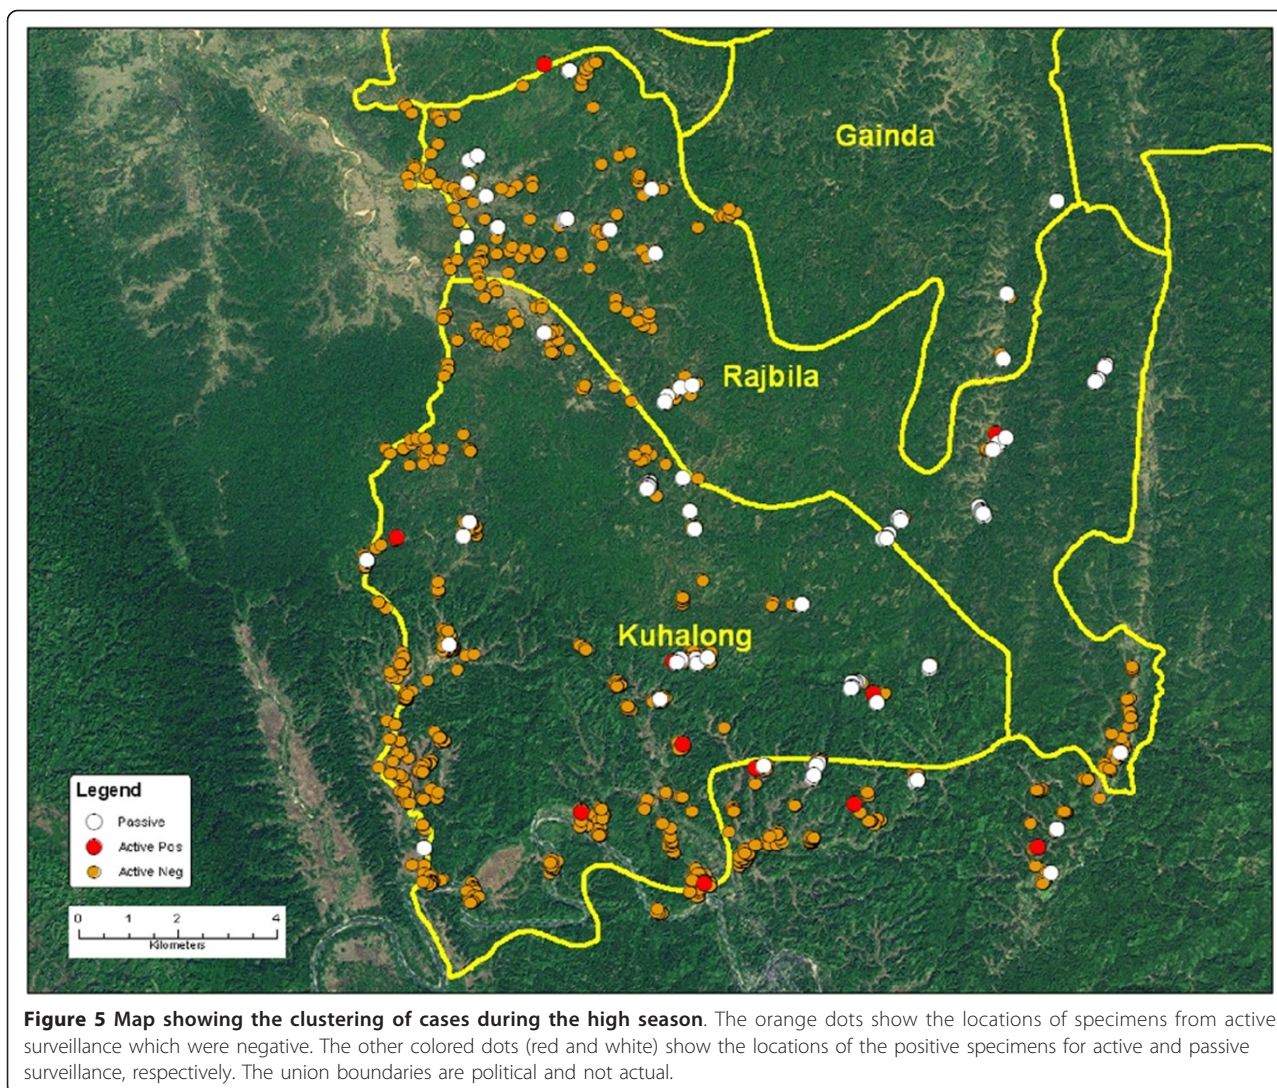 Gainda
Rajbila
Kuhalong
Legend
Passive
Active Pos
Active Neg
0 1 2 4
Kilometers
Figure 5 Map showing the clustering of cases during the high season. The orange dots show the locations of specimens from active
surveillance which were negative. The other colored dots (red and white) show the locations of the positive specimens for active and passive
surveillance, respectively. The union boundaries are political and not actual.